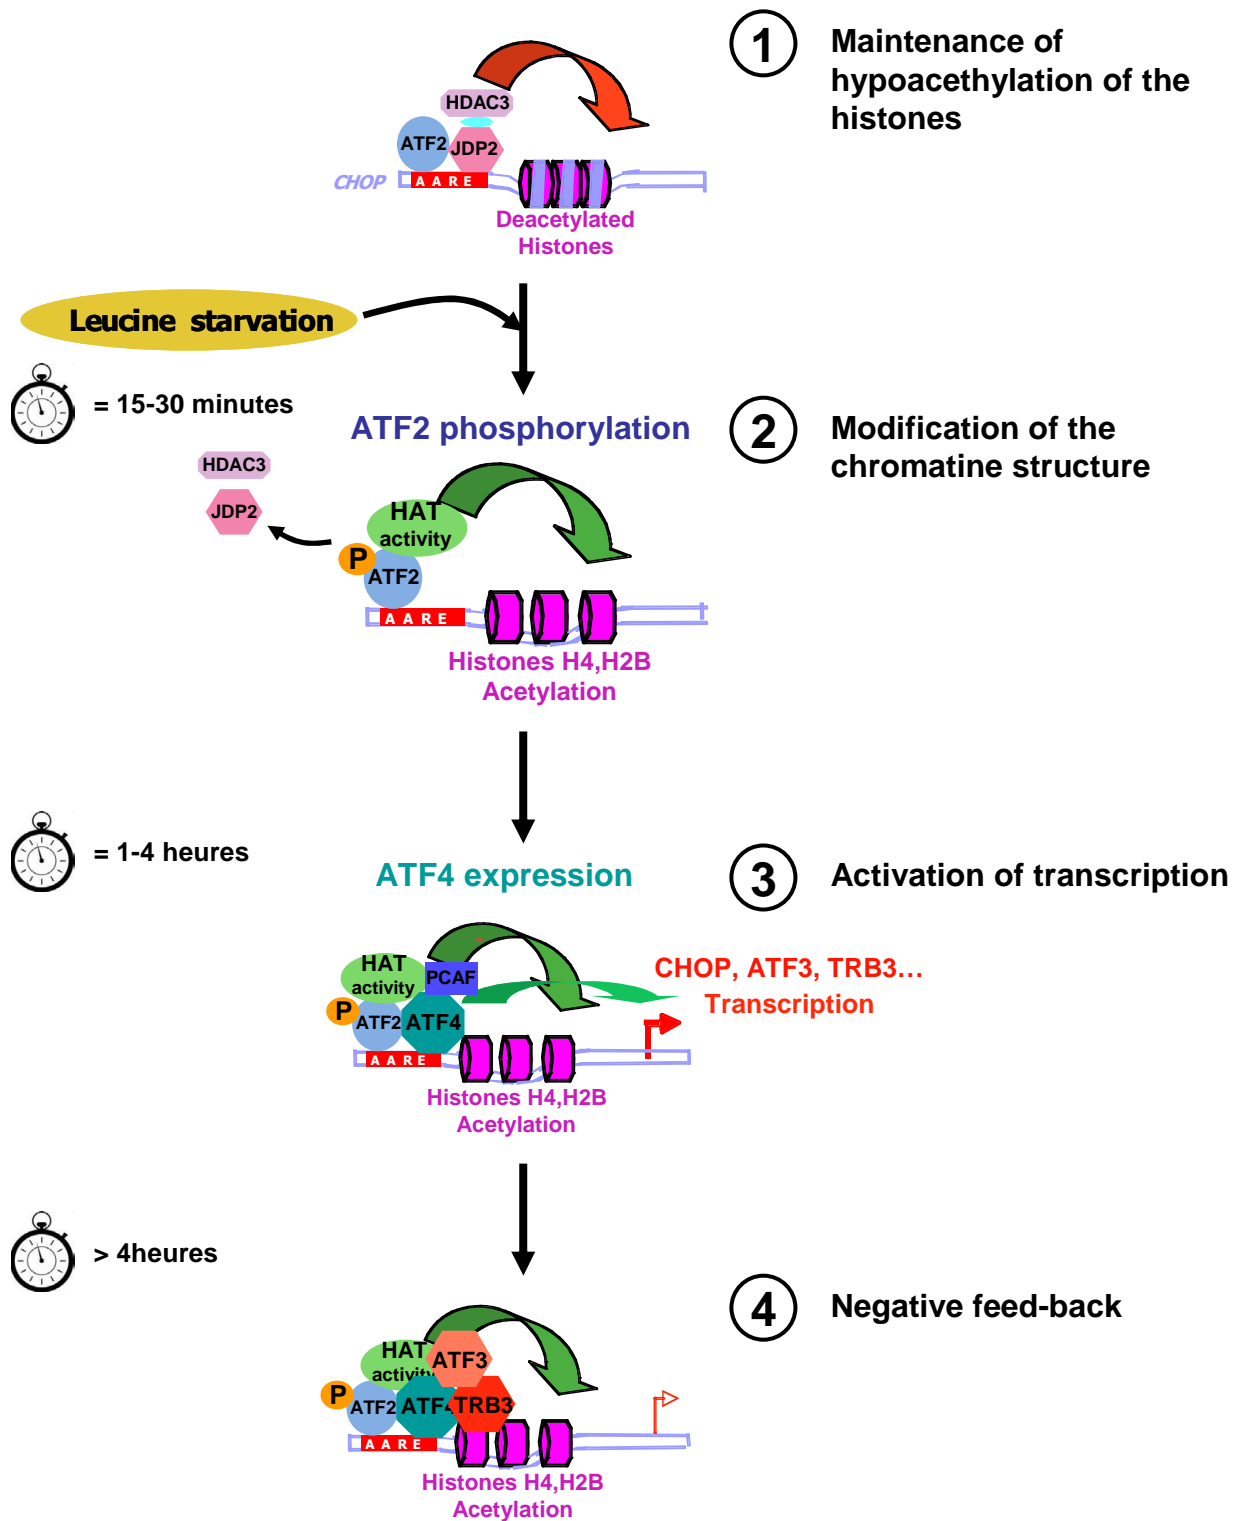 1
Maintenance of
hypoacethylation of the
histones
HDAC3
ATF2
JDP2
CHOP
A A R E
Deacetylated
Histones
Leucine starvation
= 15-30 minutes
ATF2 phosphorylation
2
Modification of the
chromatine structure
HDAC3
JDP2
HAT
activity
P
ATF2
A A R E
Histones H4,H2B
Acetylation
= 1-4 heures
ATF4 expression
3
Activation of transcription
HAT
activity
PCAF
CHOP, ATF3, TRB3...
Transcription
P
ATF2
ATF4
A A R E
Histones H4,H2B
Acetylation
> 4heures
4
Negative feed-back
HAT
activity
ATF3
P
ATF2
ATF4
TRB3
A A R E
Histones H4,H2B
Acetylation